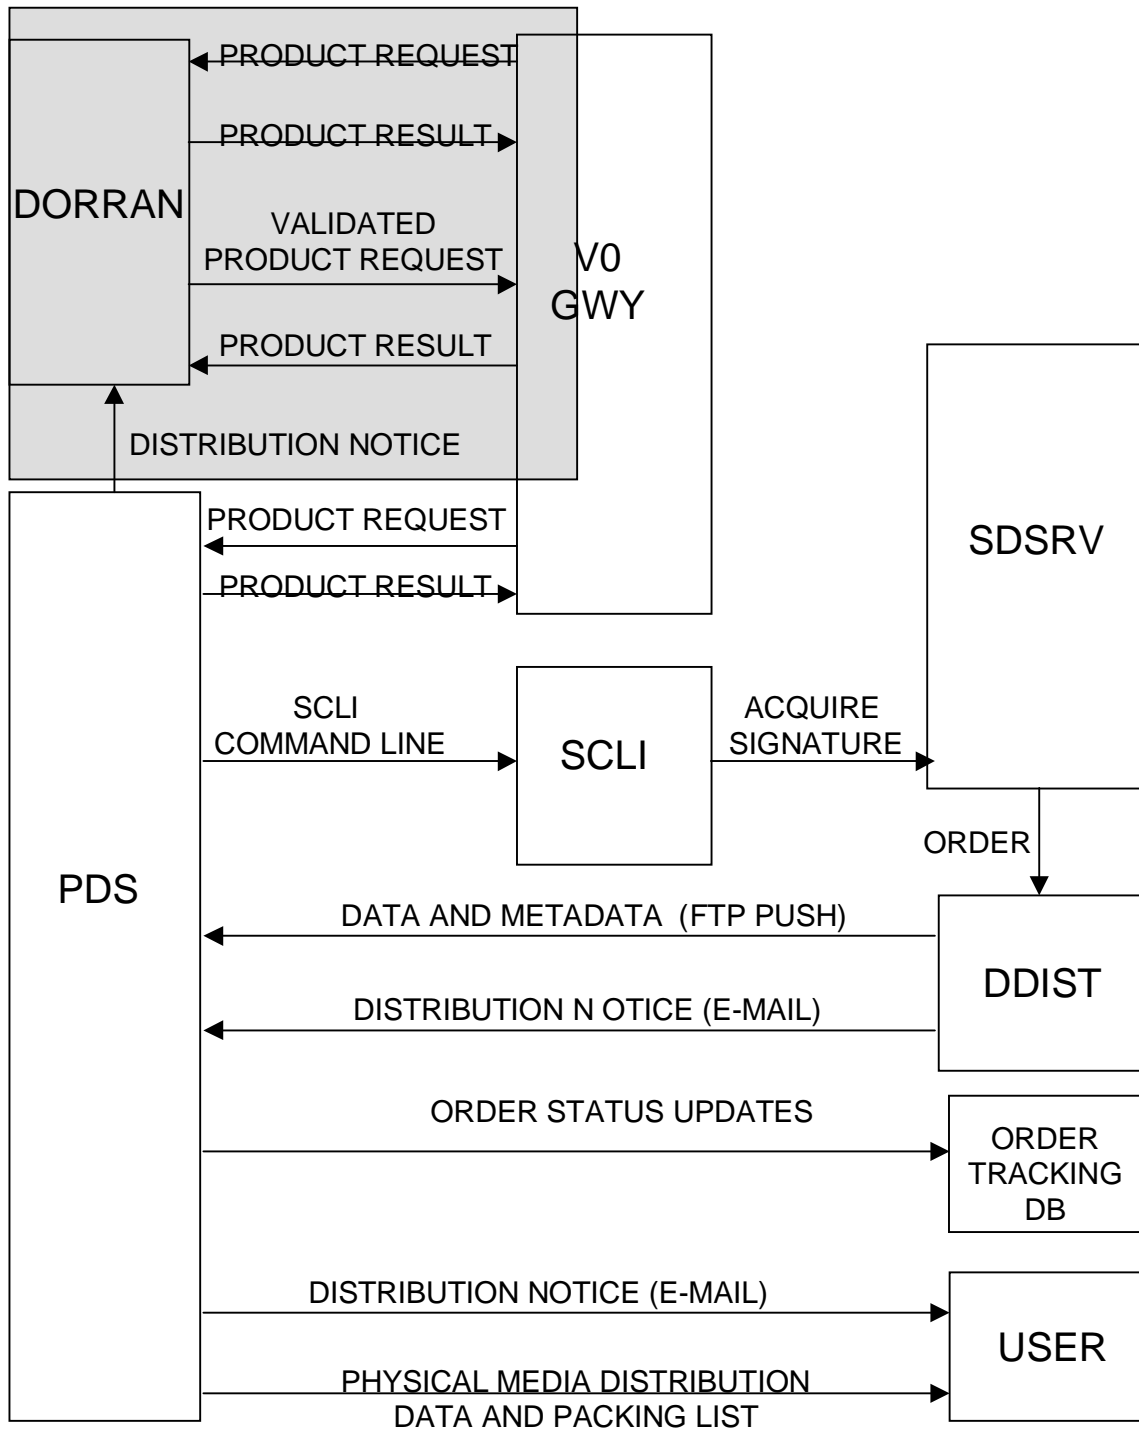 PRODUCT REQUEST
PRODUCT RESULT
DORRAN
VALIDATED
PRODUCT REQUEST
V0
GWY
PRODUCT RESULT
DISTRIBUTION NOTICE
PRODUCT REQUEST
PRODUCT RESULT
SDSRV
SCLI
COMMAND LINE
SCLI
ACQUIRE
SIGNATURE
ORDER
PDS
DATA AND METADATA (FTP PUSH)
DDIST
DISTRIBUTION N OTICE (E-MAIL)
ORDER STATUS UPDATES
ORDER
TRACKING
DB
DISTRIBUTION NOTICE (E-MAIL)
USER
PHYSICAL MEDIA DISTRIBUTION
DATA AND PACKING LIST